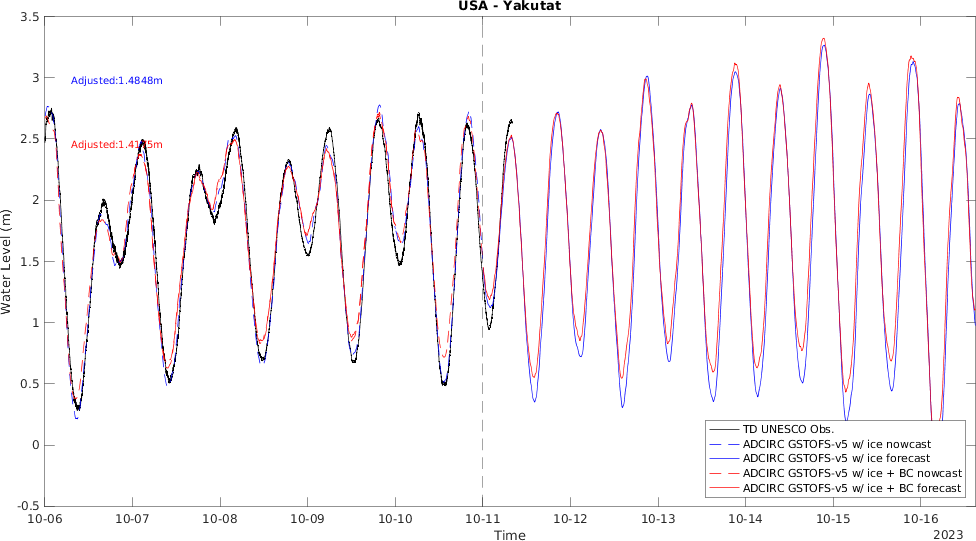 USA - Yakutat
3.5
3
2.5
2
1.5
1
0.5
0
-0.5
Water Level (m)
Adjusted:1.4848m
TD UNESCO Obs.
ADCIRC GSTOFS-v5 w/ ice nowcast
ADCIRC GSTOFS-v5 w/ ice forecast
ADCIRC GSTOFS-v5 w/ ice + BC nowcast
ADCIRC GSTOFS-v5 w/ ice + BC forecast
10-06 10-07 10-08 10-09 10-10 10-11 10-12 10-13 10-14 10-15 10-16
Time
2023